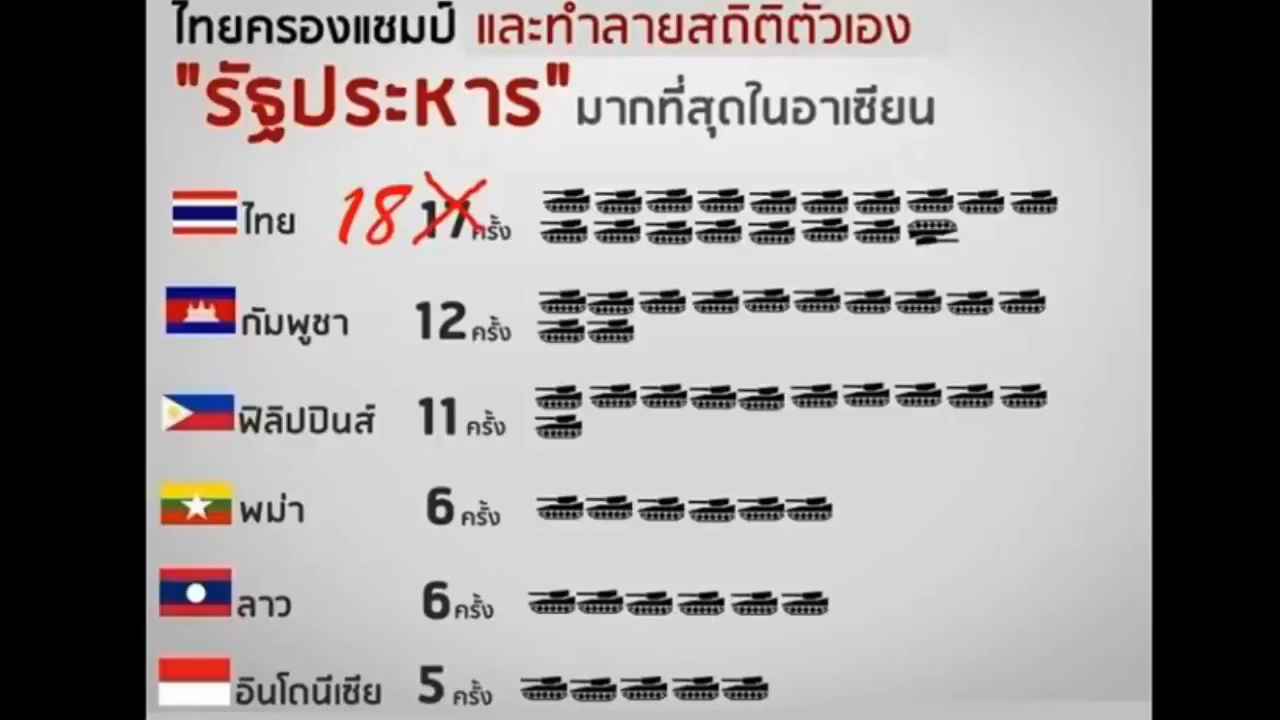 ไทยครองแชมป์ และทำลายสถิติตัวเอง
"รัฐประหาร" มากที่สุดในอาเซียน
ไทย 18 17 ครั้ง
กัมพูชา 12 ครั้ง
ฟิลิปปินส์ 11 ครั้ง
พม่า 6 ครั้ง
ลาว 6 ครั้ง
อินโดนีเซีย 5 ครั้ง